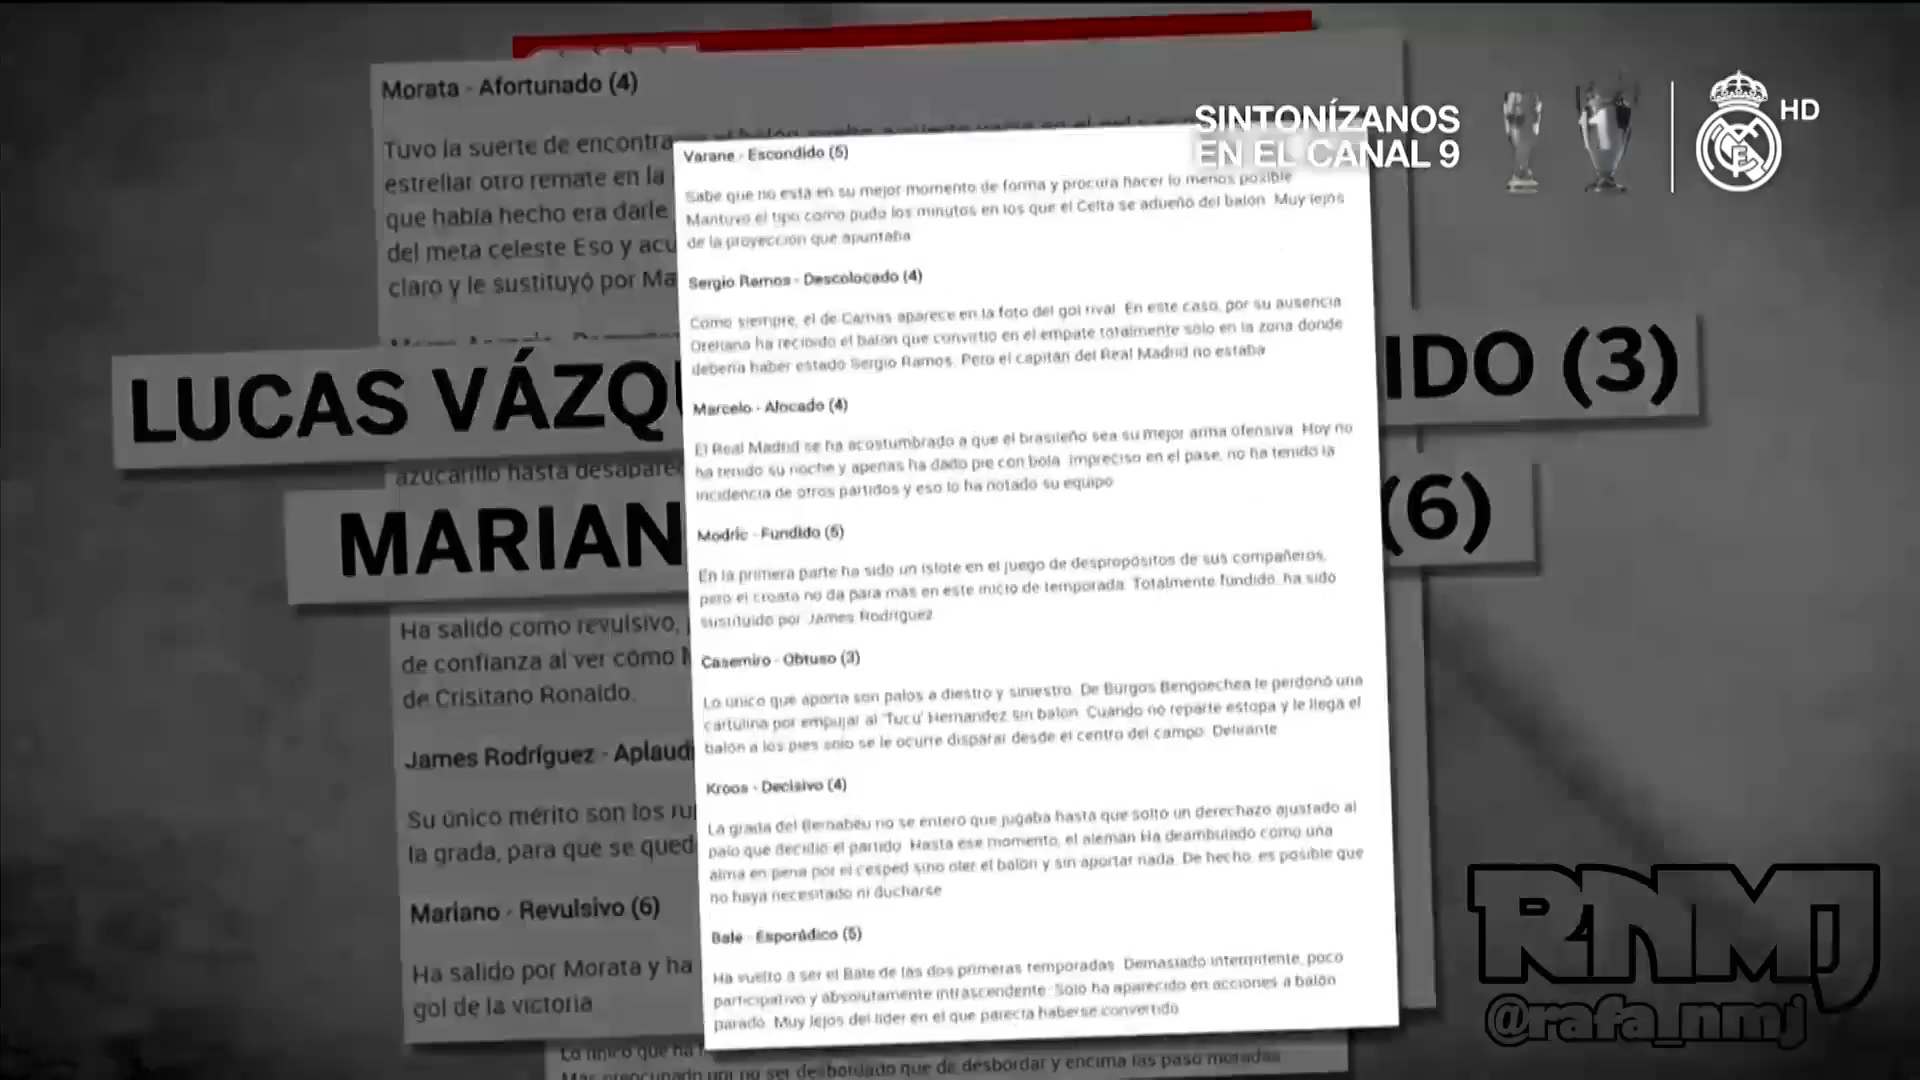 Morata - Afortunado (4)
Tuvo la suerte de encontra
estrellar otro remate en la
que había hecho era darle
del meta celeste Eso y acu
claro y le sustituyó por Ma
SINTONÍZANOS
EN EL CANAL 9
HD
LUCAS VÁZQU
IDO (3)
azucarillo hasta desapare
MARIAN
(6)
Ha salido como revulsivo,
de confianza al ver cómo M
de Crisitano Ronaldo.
James Rodríguez - Aplaudi
Su único mérito son los ru
la grada, para que se qued
Mariano - Revulsivo (6)
Ha salido por Morata y ha
gol de la victoria
Varane - Escondido (5)
Sabe que no está en su mejor momento de forma y procura hacer lo menos posible
Mantuvo el tipo como pudo los minutos en los que el Celta se adueñó del balón. Muy lejos
de la proyección que apuntaba
Sergio Ramos - Descolocado (4)
Como siempre, el de Camas aparece en la foto del gol rival. En este caso, por su ausencia
Orellana ha recibido el balón que convirtió en el empate totalmente solo en la zona donde
debería haber estado Sergio Ramos. Pero el capitán del Real Madrid no estaba
Marcelo - Alocado (4)
El Real Madrid se ha acostumbrado a que el brasileño sea su mejor arma ofensiva. Hoy no
ha tenido su noche y apenas ha dado pie con bola. Impreciso en el pase, no ha tenido la
incidencia de otros partidos y eso lo ha notado su equipo
Modric - Fundido (5)
En la primera parte ha sido un islote en el juego de despropósitos de sus compañeros,
pero el croata no da para más en este inicio de temporada. Totalmente fundido, ha sido
sustituido por James Rodríguez
Casemiro - Obtuso (3)
Lo único que aporta son palos a diestro y siniestro. De Burgos Bengoechea le perdonó una
cartulina por empujar al 'Tucu' Hernández sin balón. Cuando no reparte estopa y le llega el
balón a los pies solo se le ocurre disparar desde el centro del campo. Delirante
Kroos - Decisivo (4)
La grada del Bernabéu no se enteró que jugaba hasta que soltó un derechazo ajustado al
palo que decidió el partido. Hasta ese momento, el alemán Ha deambulado como una
alma en pena por el césped sino oler el balón y sin aportar nada. De hecho, es posible que
no haya necesitado ni ducharse
Bale - Esporádico (5)
Ha vuelto a ser el Bale de las dos primeras temporadas. Demasiado intermitente, poco
participativo y absolutamente intrascendente. Solo ha aparecido en acciones a balón
parado. Muy lejos del líder en el que parecía haberse convertido
Lo único que ha
desbordado que de desbordar y encima las pasó moradas
RNMJ
@rafa_nmj